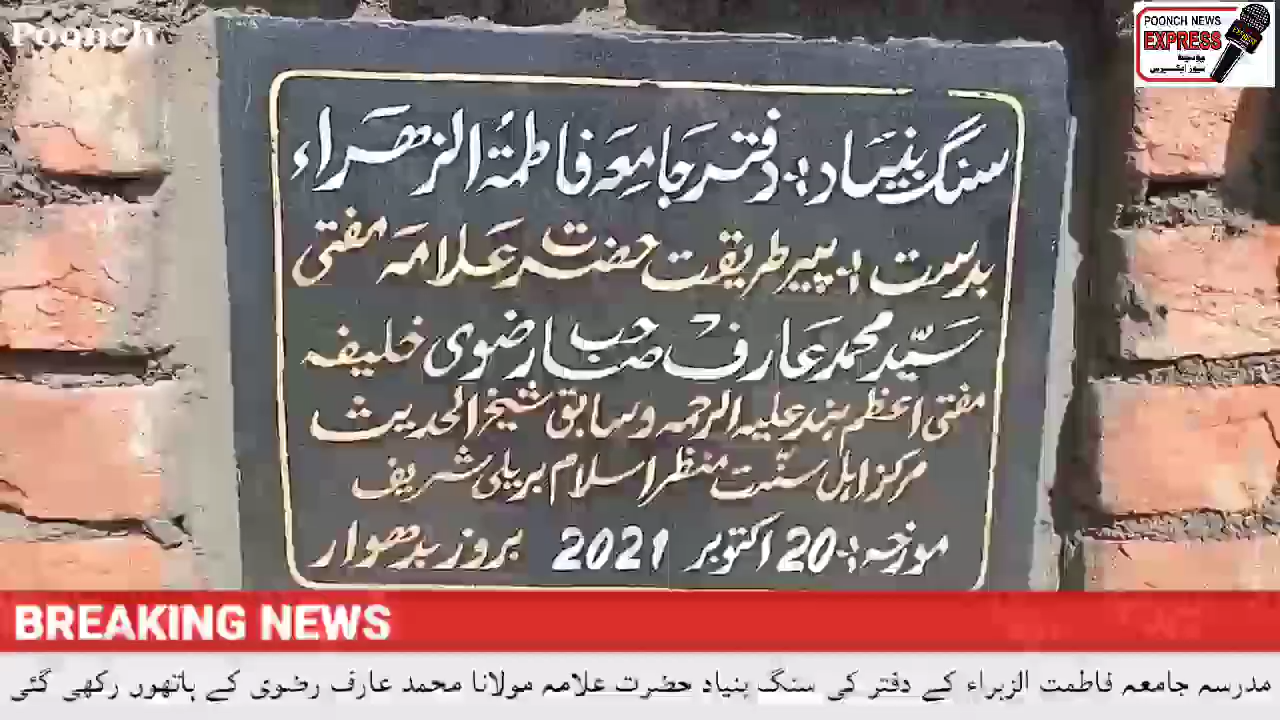 Poonch
POONCH NEWS
EXPRESS
سنگ بنیاد:۔ دفتر جامعہ فاطمۃ الزھراء
بدست:۔ پیر طریقت حضرت علامہ مفتی
سیّد محمد عارف صاحب رضوی خلیفہ
مفتی اعظم ہند علیہ الرحمہ و سابق شیخ الحدیث
مرکز اہل سنّت منظر اسلام بریلی شریف
مورخہ:۔ 20 اکتوبر 2021 بروز بدھوار
BREAKING NEWS
مدرسہ جامعہ فاطمت الزہراء کے دفتر کی سنگ بنیاد حضرت علامہ مولانا محمد عارف رضوی کے ہاتھوں رکھی گئی